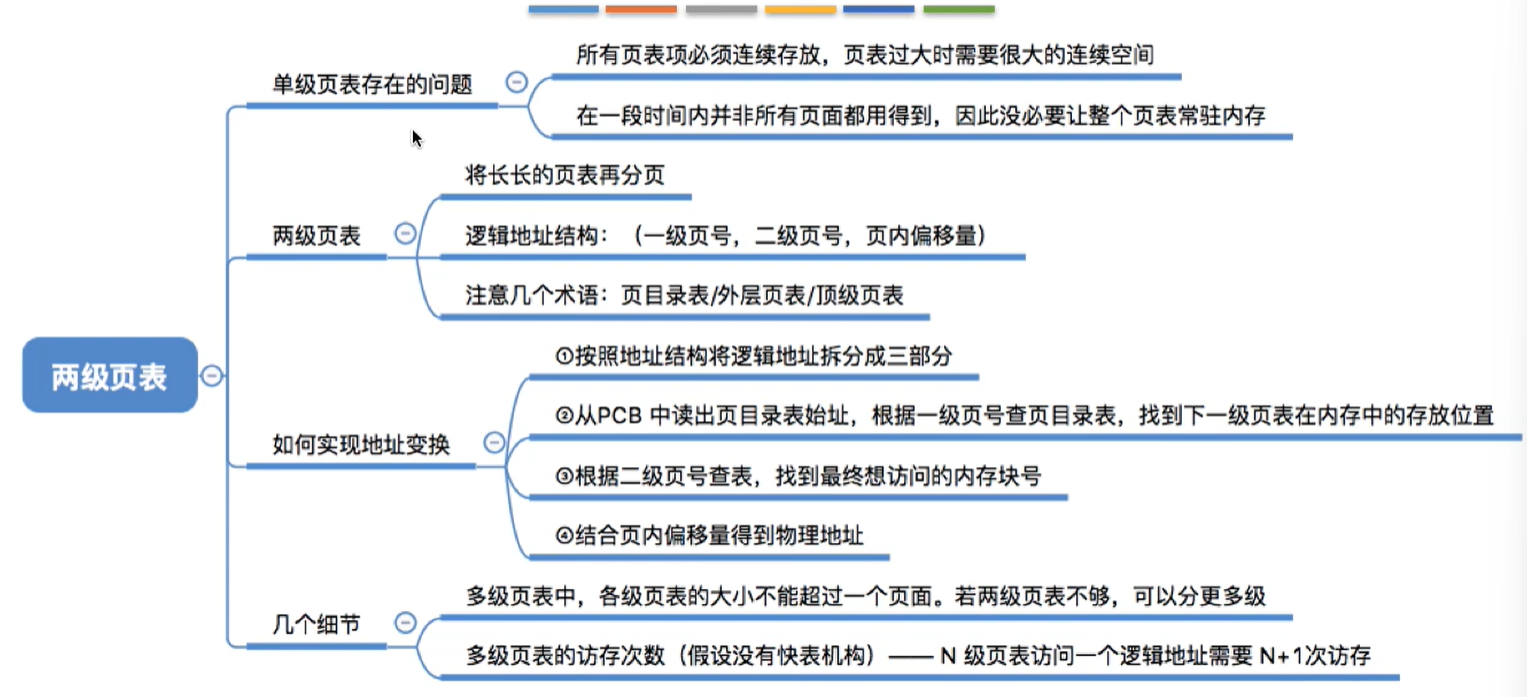 单级页表存在的问题
所有页表项必须连续存放，页表过大时需要很大的连续空间
在一段时间内并非所有页面都用得到，因此没必要让整个页表常驻内存
两级页表
将长长的页表再分页
逻辑地址结构：（一级页号，二级页号，页内偏移量）
注意几个术语：页目录表/外层页表/顶级页表
两级页表
如何实现地址变换
①按照地址结构将逻辑地址拆分成三部分
②从PCB 中读出页目录表始址，根据一级页号查页目录表，找到下一级页表在内存中的存放位置
③根据二级页号查表，找到最终想访问的内存块号
④结合页内偏移量得到物理地址
几个细节
多级页表中，各级页表的大小不能超过一个页面。若两级页表不够，可以分更多级
多级页表的访存次数（假设没有快表机构）—— N 级页表访问一个逻辑地址需要 N+1次访存